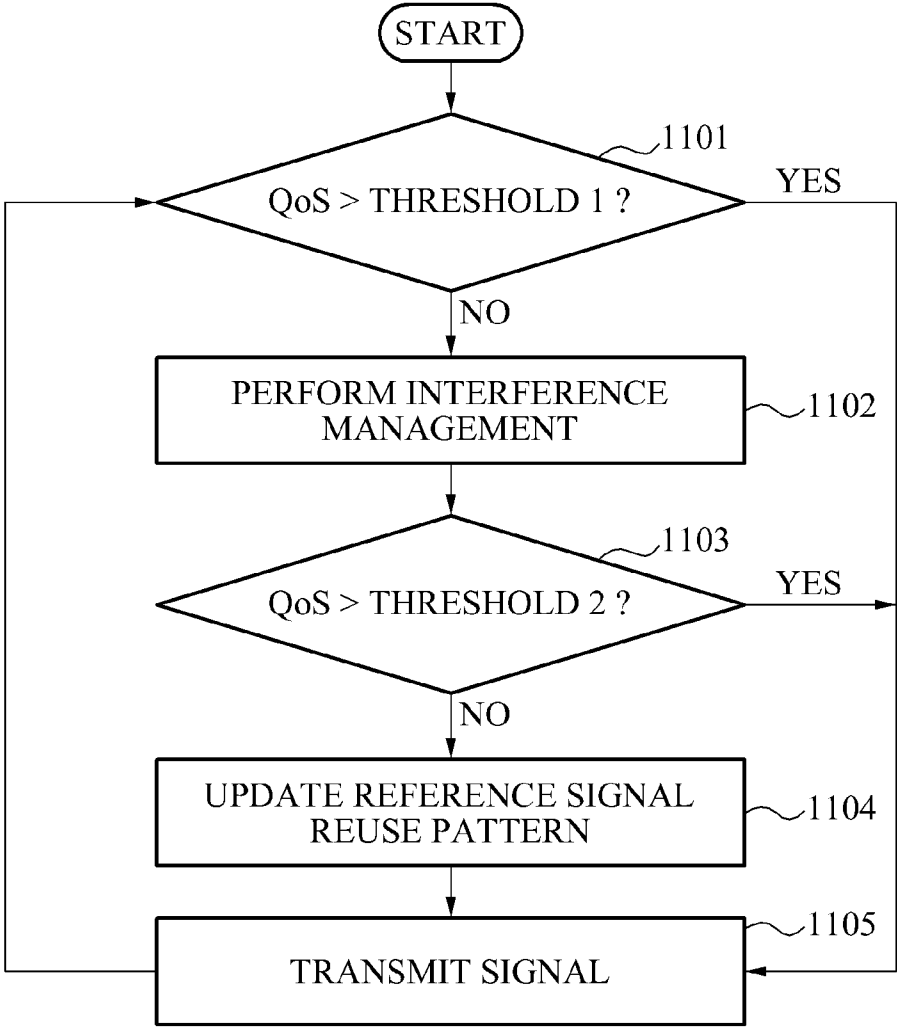 START
1101
QoS > THRESHOLD 1 ?
YES
NO
PERFORM INTERFERENCE
MANAGEMENT
1102
1103
QoS > THRESHOLD 2 ?
YES
NO
UPDATE REFERENCE SIGNAL
REUSE PATTERN
1104
1105
TRANSMIT SIGNAL